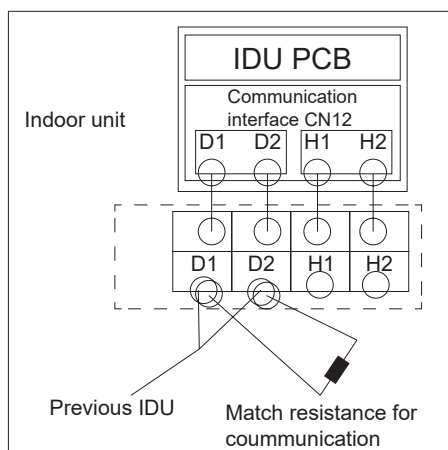 IDU PCB
Communication
interface CN12
Indoor unit
D1 D2 H1 H2
D1 D2 H1 H2
Previous IDU
Match resistance for
coummunication